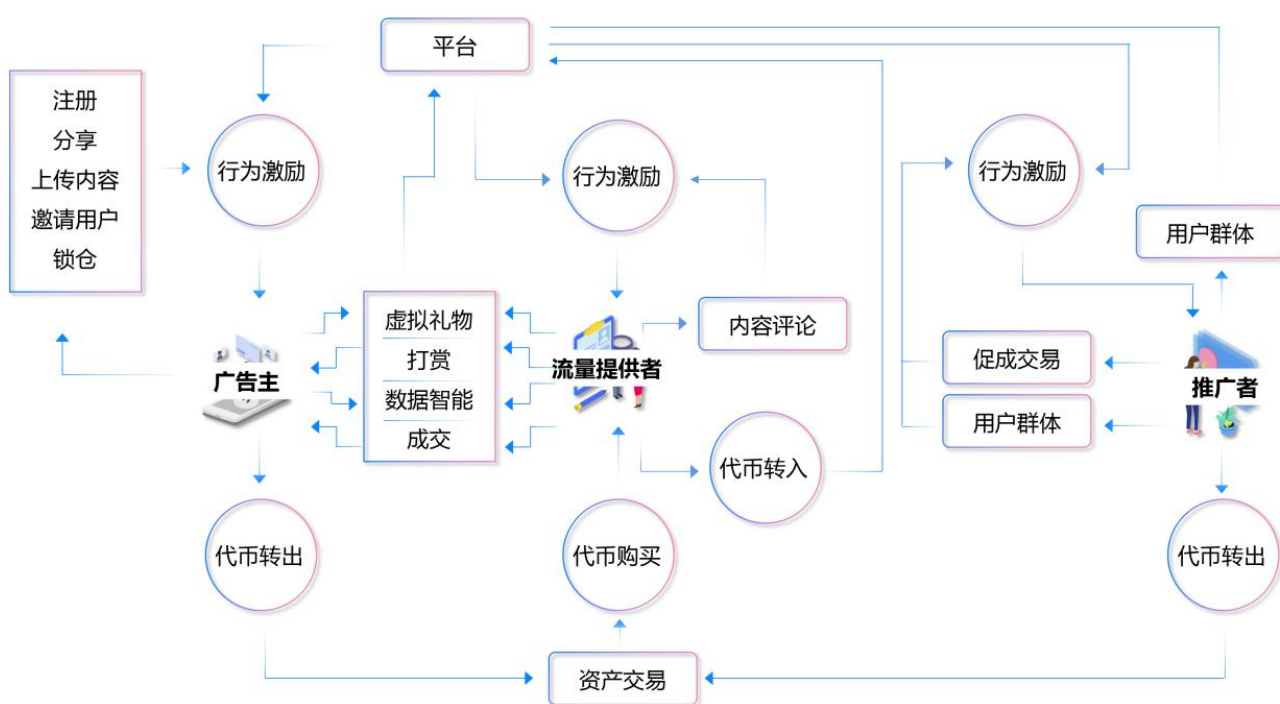 平台
注册
分享
上传内容
邀请用户
锁仓
行为激励
行为激励
行为激励
用户群体
虚拟礼物
打赏
数据智能
成交
内容评论
广告主
流量提供者
促成交易
用户群体
推广者
代币转入
代币转出
代币购买
代币转出
资产交易